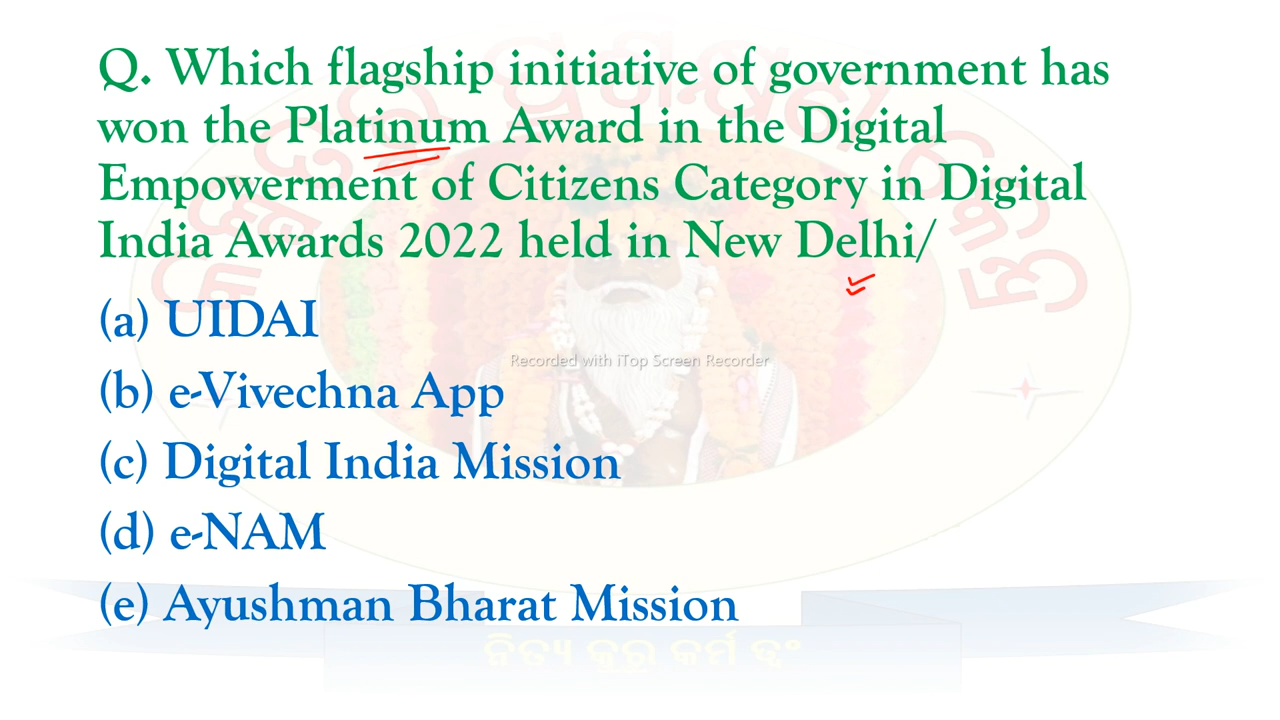 Q. Which flagship initiative of government has
won the Platinum Award in the Digital
Empowerment of Citizens Category in Digital
India Awards 2022 held in New Delhi/
(a) UIDAI
Recorded with iTop Screen Recorder
(b) e-Vivechna App
(c) Digital India Mission
(d) e-NAM
(e) Ayushman Bharat Mission
ନିତ୍ୟ କୁରୁ କର୍ମ ତ୍ୱଂ